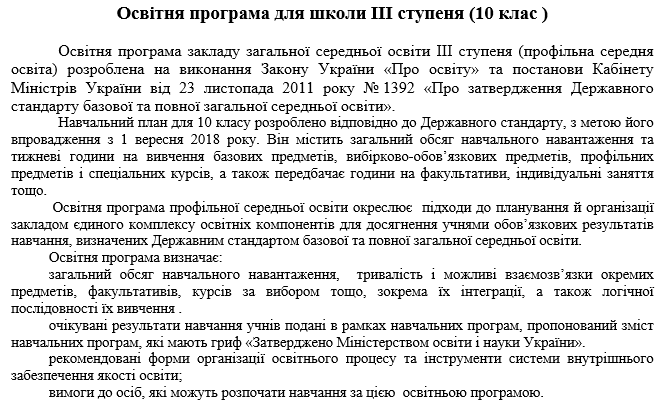 Освітня програма для школи ІІІ ступеня (10 клас )
Освітня програма закладу загальної середньої освіти ІІІ ступеня (профільна середня
освіта) розроблена на виконання Закону України «Про освіту» та постанови Кабінету
Міністрів України від 23 листопада 2011 року № 1392 «Про затвердження Державного
стандарту базової та повної загальної середньої освіти».
Навчальний план для 10 класу розроблено відповідно до Державного стандарту, з метою його
впровадження з 1 вересня 2018 року. Він містить загальний обсяг навчального навантаження та
тижневі години на вивчення базових предметів, вибірково-обов’язкових предметів, профільних
предметів і спеціальних курсів, а також передбачає години на факультативи, індивідуальні заняття
тощо.
Освітня програма профільної середньої освіти окреслює підходи до планування й організації
закладом єдиного комплексу освітніх компонентів для досягнення учнями обов’язкових результатів
навчання, визначених Державним стандартом базової та повної загальної середньої освіти.
Освітня програма визначає:
загальний обсяг навчального навантаження, тривалість і можливі взаємозв’язки окремих
предметів, факультативів, курсів за вибором тощо, зокрема їх інтеграції, а також логічної
послідовності їх вивчення .
очікувані результати навчання учнів подані в рамках навчальних програм, пропонований зміст
навчальних програм, які мають гриф «Затверджено Міністерством освіти і науки України».
рекомендовані форми організації освітнього процесу та інструменти системи внутрішнього
забезпечення якості освіти;
вимоги до осіб, які можуть розпочати навчання за цією освітньою програмою.